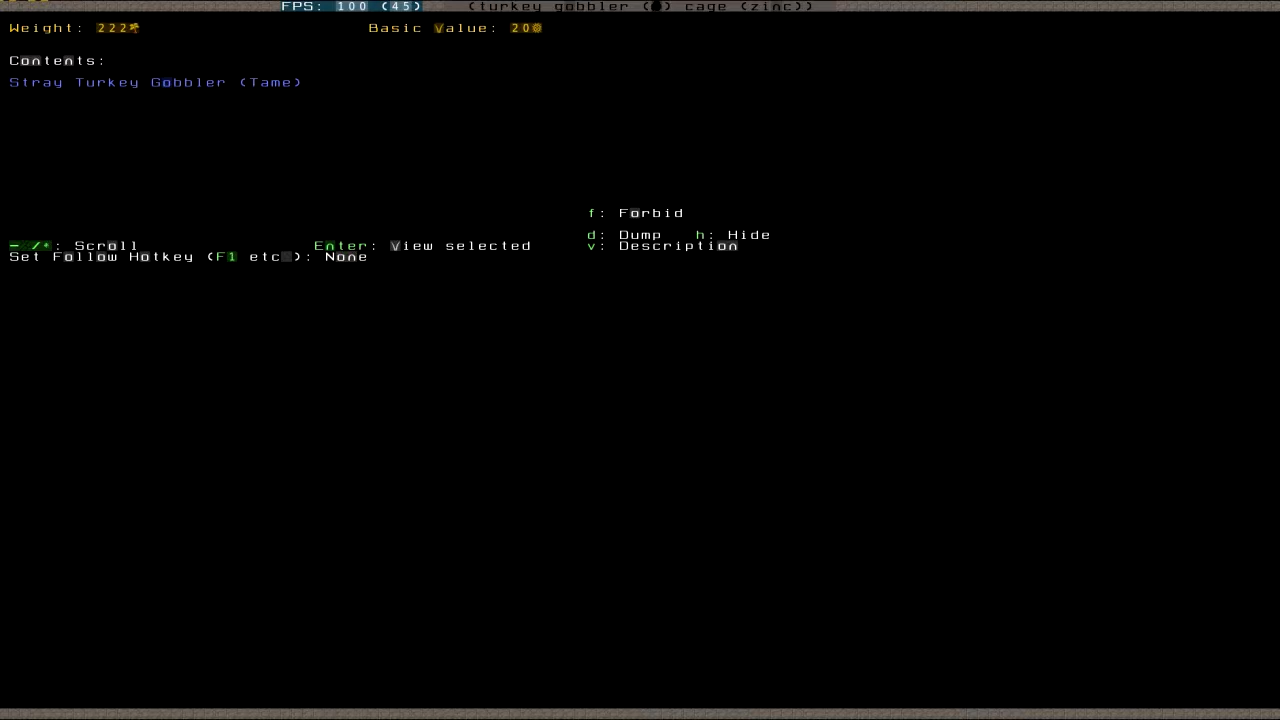 FPS: 100 (45) (turkey gobbler (●) cage (zinc))
Weight: 222 Basic Value: 20☼
Contents:
Stray Turkey Gobbler (Tame)
f: Forbid
d: Dump h: Hide
- /*: Scroll Enter: View selected v: Description
Set Follow Hotkey (F1 etc.): None